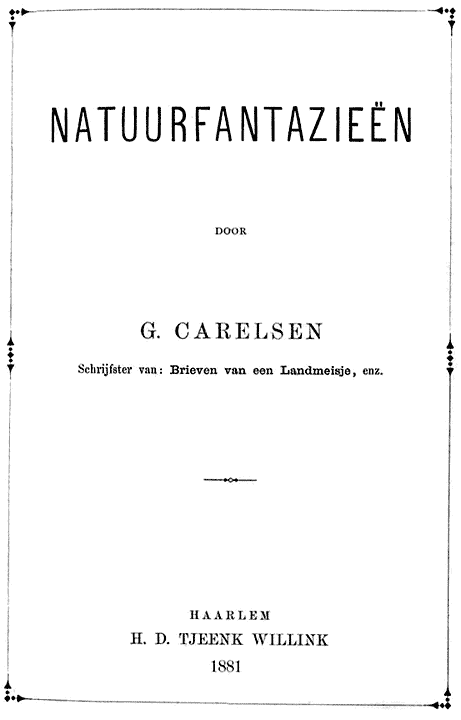 NATUURFANTAZIEËN
DOOR
G. CARELSEN
Schrijfster van: Brieven van een Landmeisje, enz.
HAARLEM
H. D. TJEENK WILLINK
1881